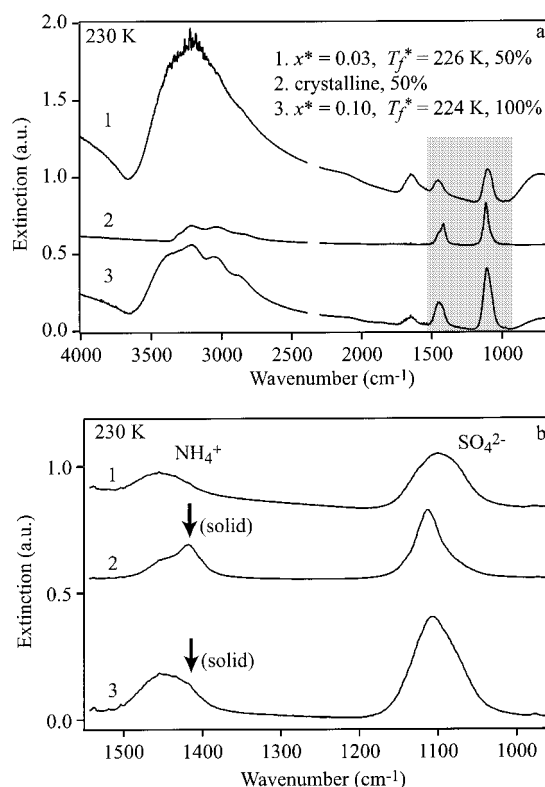 230 K
a
1. x* = 0.03, T_f* = 226 K, 50%
2. crystalline, 50%
3. x* = 0.10, T_f* = 224 K, 100%
2.0
1.5
1.0
0.5
0.0
Extinction (a.u.)
1
2
3
4000 3500 3000 2500 2000 1500 1000
Wavenumber (cm-1)
230 K
b
NH4+
SO42-
1.0
0.5
0.0
Extinction (a.u.)
1
(solid)
2
(solid)
3
1500 1400 1300 1200 1100 1000
Wavenumber (cm-1)